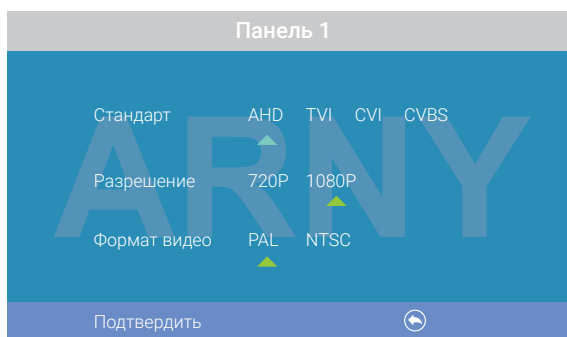 Панель 1
Стандарт AHD TVI CVI CVBS
Разрешение 720P 1080P
Формат видео PAL NTSC
ARNY
Подтвердить